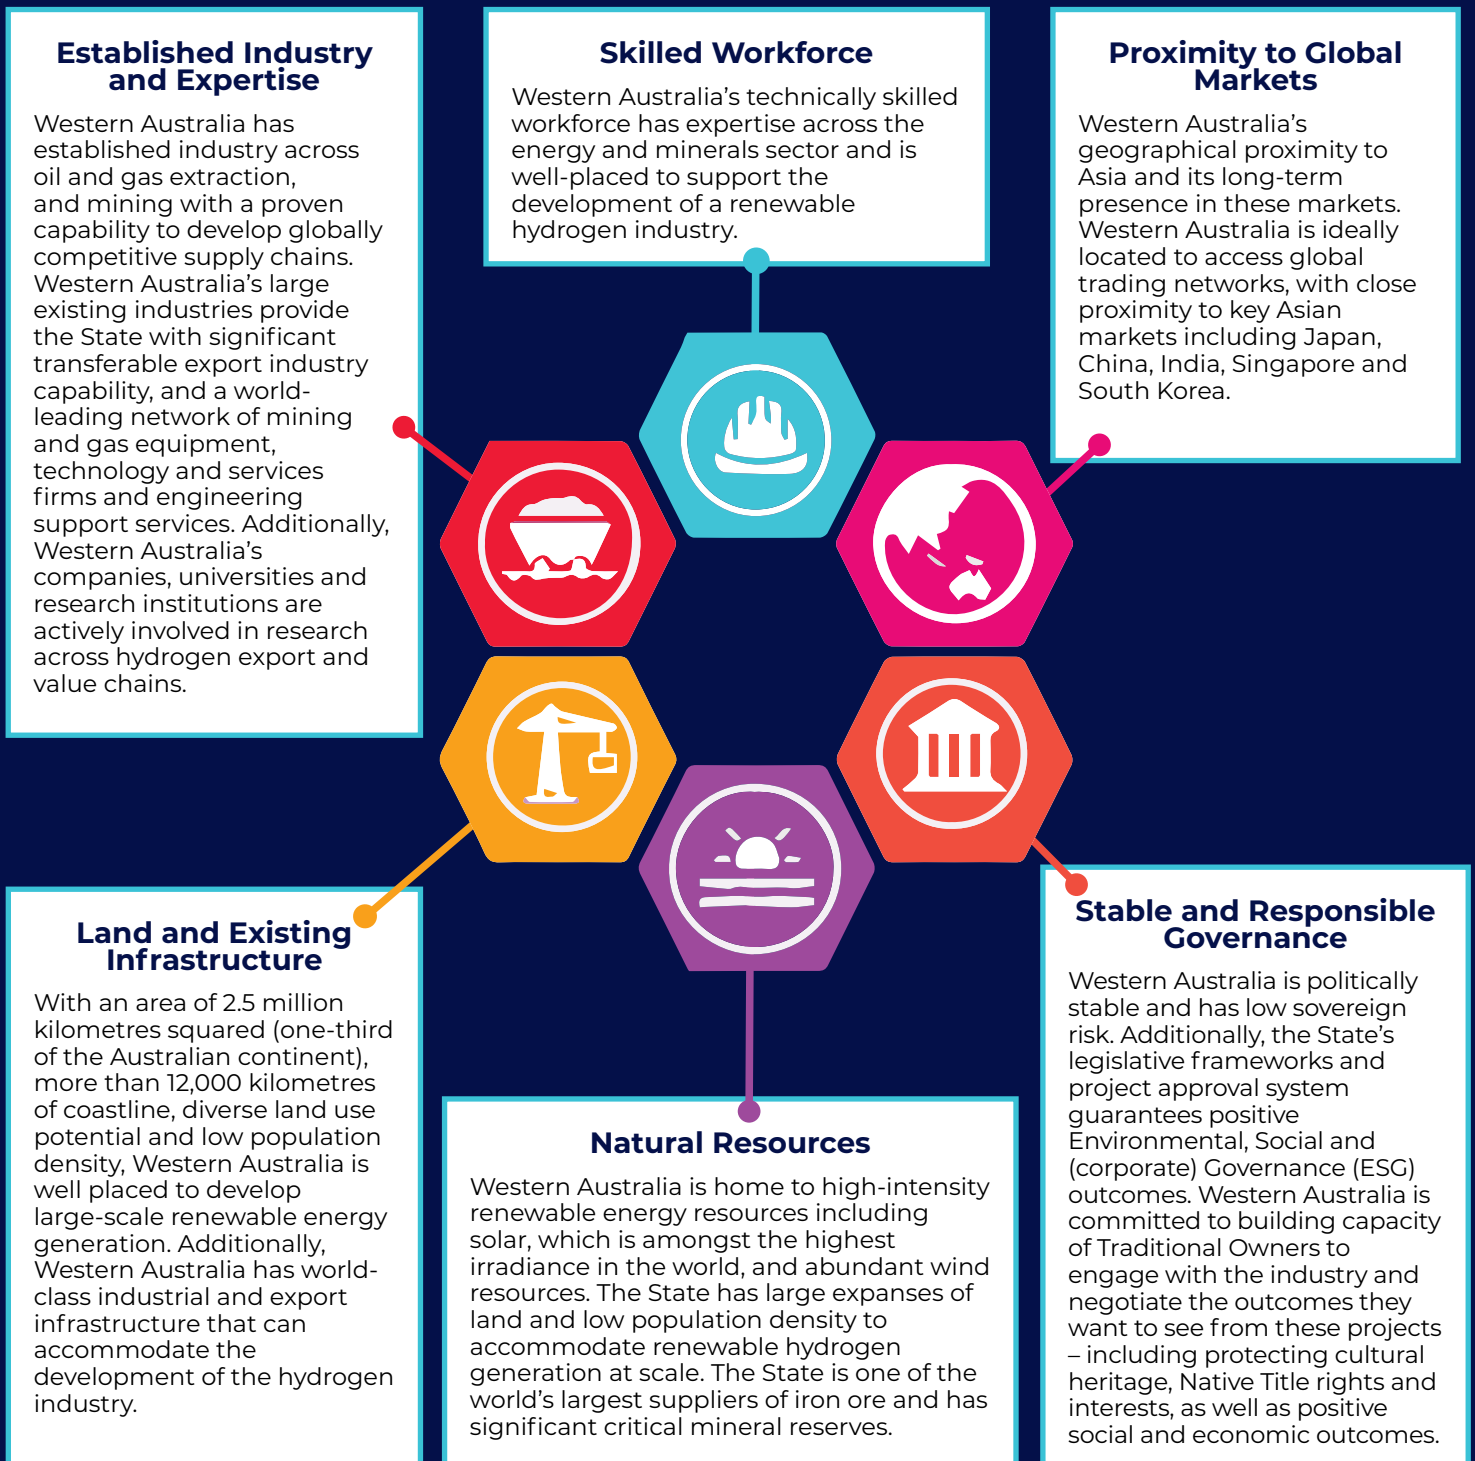 Established Industry
and Expertise
Western Australia has
established industry across
oil and gas extraction,
and mining with a proven
capability to develop globally
competitive supply chains.
Western Australia’s large
existing industries provide
the State with significant
transferable export industry
capability, and a world-
leading network of mining
and gas equipment,
technology and services
firms and engineering
support services. Additionally,
Western Australia’s
companies, universities and
research institutions are
actively involved in research
across hydrogen export and
value chains.
Skilled Workforce
Western Australia’s technically skilled
workforce has expertise across the
energy and minerals sector and is
well-placed to support the
development of a renewable
hydrogen industry.
Proximity to Global
Markets
Western Australia’s
geographical proximity to
Asia and its long-term
presence in these markets.
Western Australia is ideally
located to access global
trading networks, with close
proximity to key Asian
markets including Japan,
China, India, Singapore and
South Korea.
Land and Existing
Infrastructure
With an area of 2.5 million
kilometres squared (one-third
of the Australian continent),
more than 12,000 kilometres
of coastline, diverse land use
potential and low population
density, Western Australia is
well placed to develop
large-scale renewable energy
generation. Additionally,
Western Australia has world-
class industrial and export
infrastructure that can
accommodate the
development of the hydrogen
industry.
Natural Resources
Western Australia is home to high-intensity
renewable energy resources including
solar, which is amongst the highest
irradiance in the world, and abundant wind
resources. The State has large expanses of
land and low population density to
accommodate renewable hydrogen
generation at scale. The State is one of the
world’s largest suppliers of iron ore and has
significant critical mineral reserves.
Stable and Responsible
Governance
Western Australia is politically
stable and has low sovereign
risk. Additionally, the State’s
legislative frameworks and
project approval system
guarantees positive
Environmental, Social and
(corporate) Governance (ESG)
outcomes. Western Australia is
committed to building capacity
of Traditional Owners to
engage with the industry and
negotiate the outcomes they
want to see from these projects
– including protecting cultural
heritage, Native Title rights and
interests, as well as positive
social and economic outcomes.